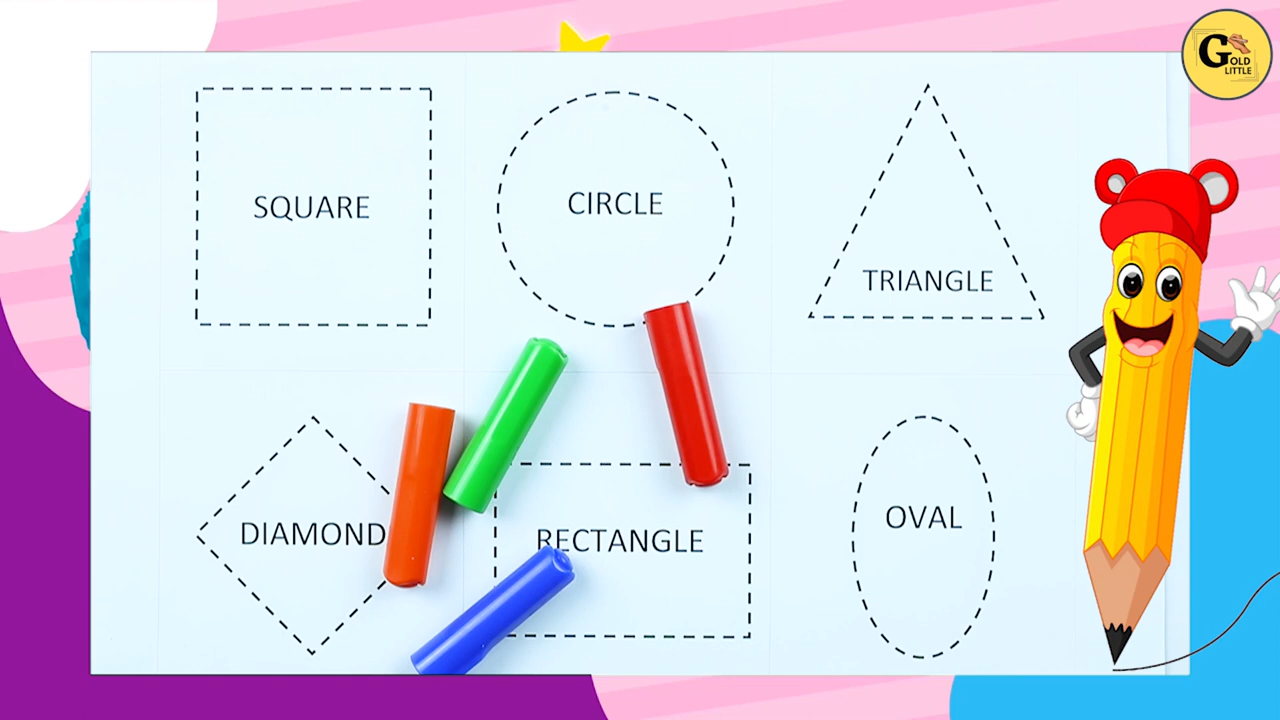 GOLD
LITTLE
SQUARE
CIRCLE
TRIANGLE
DIAMOND
RECTANGLE
OVAL